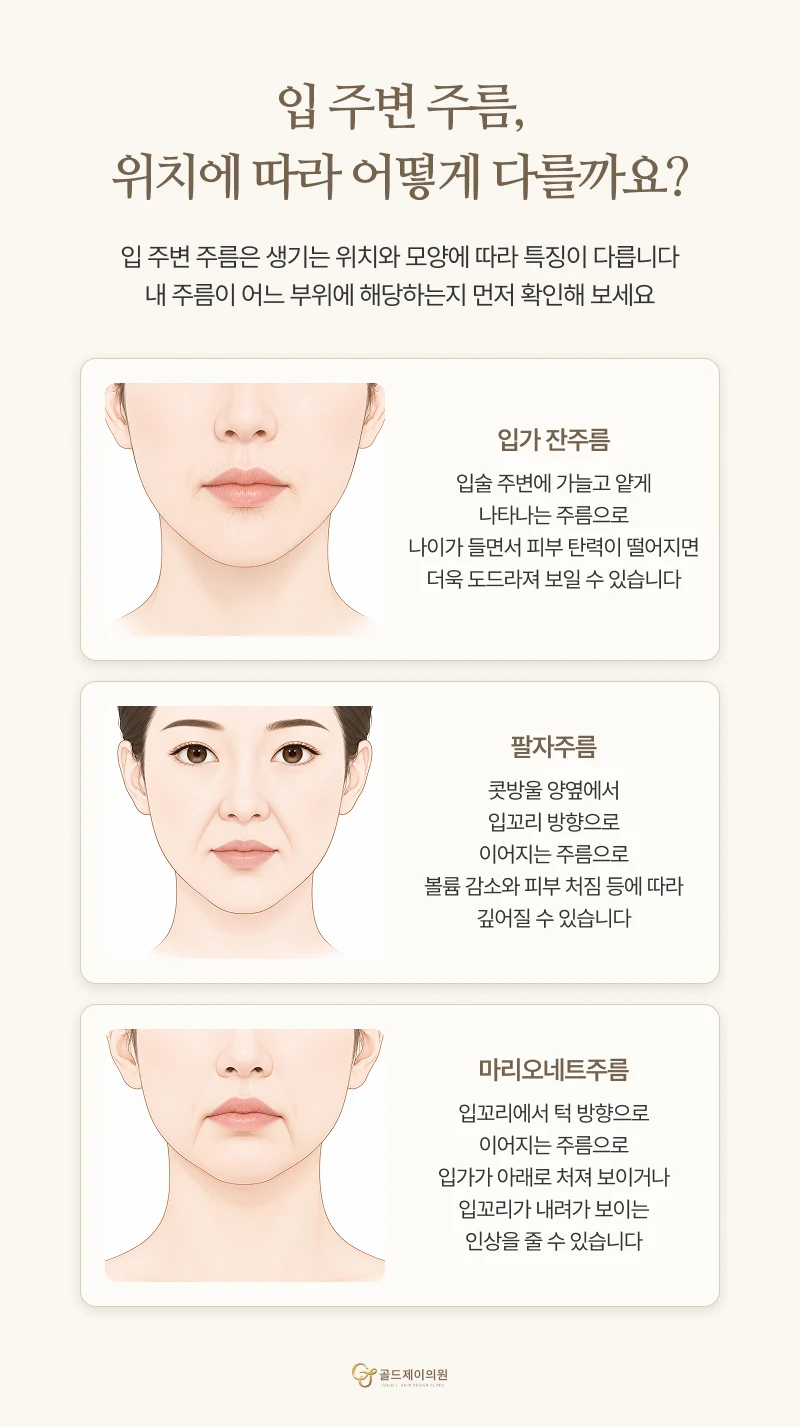 입 주변 주름,
위치에 따라 어떻게 다를까요?
입 주변 주름은 생기는 위치와 모양에 따라 특징이 다릅니다
내 주름이 어느 부위에 해당하는지 먼저 확인해 보세요
입가 잔주름
입술 주변에 가늘고 얕게
나타나는 주름으로
나이가 들면서 피부 탄력이 떨어지면
더욱 도드라져 보일 수 있습니다
팔자주름
콧방울 양옆에서
입꼬리 방향으로
이어지는 주름으로
볼륨 감소와 피부 처짐 등에 따라
깊어질 수 있습니다
마리오네트주름
입꼬리에서 턱 방향으로
이어지는 주름으로
입가가 아래로 처져 보이거나
입꼬리가 내려가 보이는
인상을 줄 수 있습니다
골드제이의원
GOLD J, SKIN DESIGN CLINIC